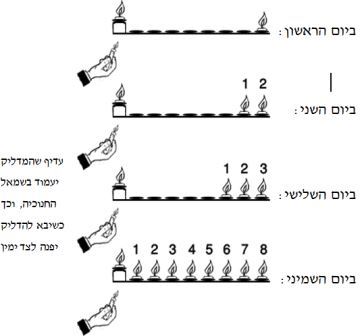 ביום הראשון:
1 2
ביום השני:
עדיף שהמדליק
יעמוד בשמאל
החנוכיה, וכך
כשיבא להדליק
יפנה לצד ימין
1 2 3
ביום השלישי:
1 2 3 4 5 6 7 8
ביום השמיני: